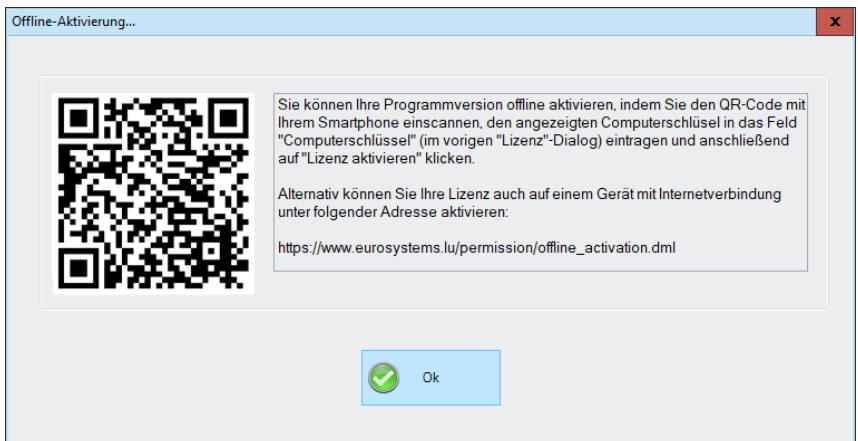 Offline-Aktivierung...
x
Sie können Ihre Programmversion offline aktivieren, indem Sie den QR-Code mit
Ihrem Smartphone einscannen, den angezeigten Computerschlüsel in das Feld
"Computerschlüssel" (im vorigen "Lizenz"-Dialog) eintragen und anschließend
auf "Lizenz aktivieren" klicken.
Alternativ können Sie Ihre Lizenz auch auf einem Gerät mit Internetverbindung
unter folgender Adresse aktivieren:
https://www.eurosystems.lu/permission/offline_activation.dml
Ok